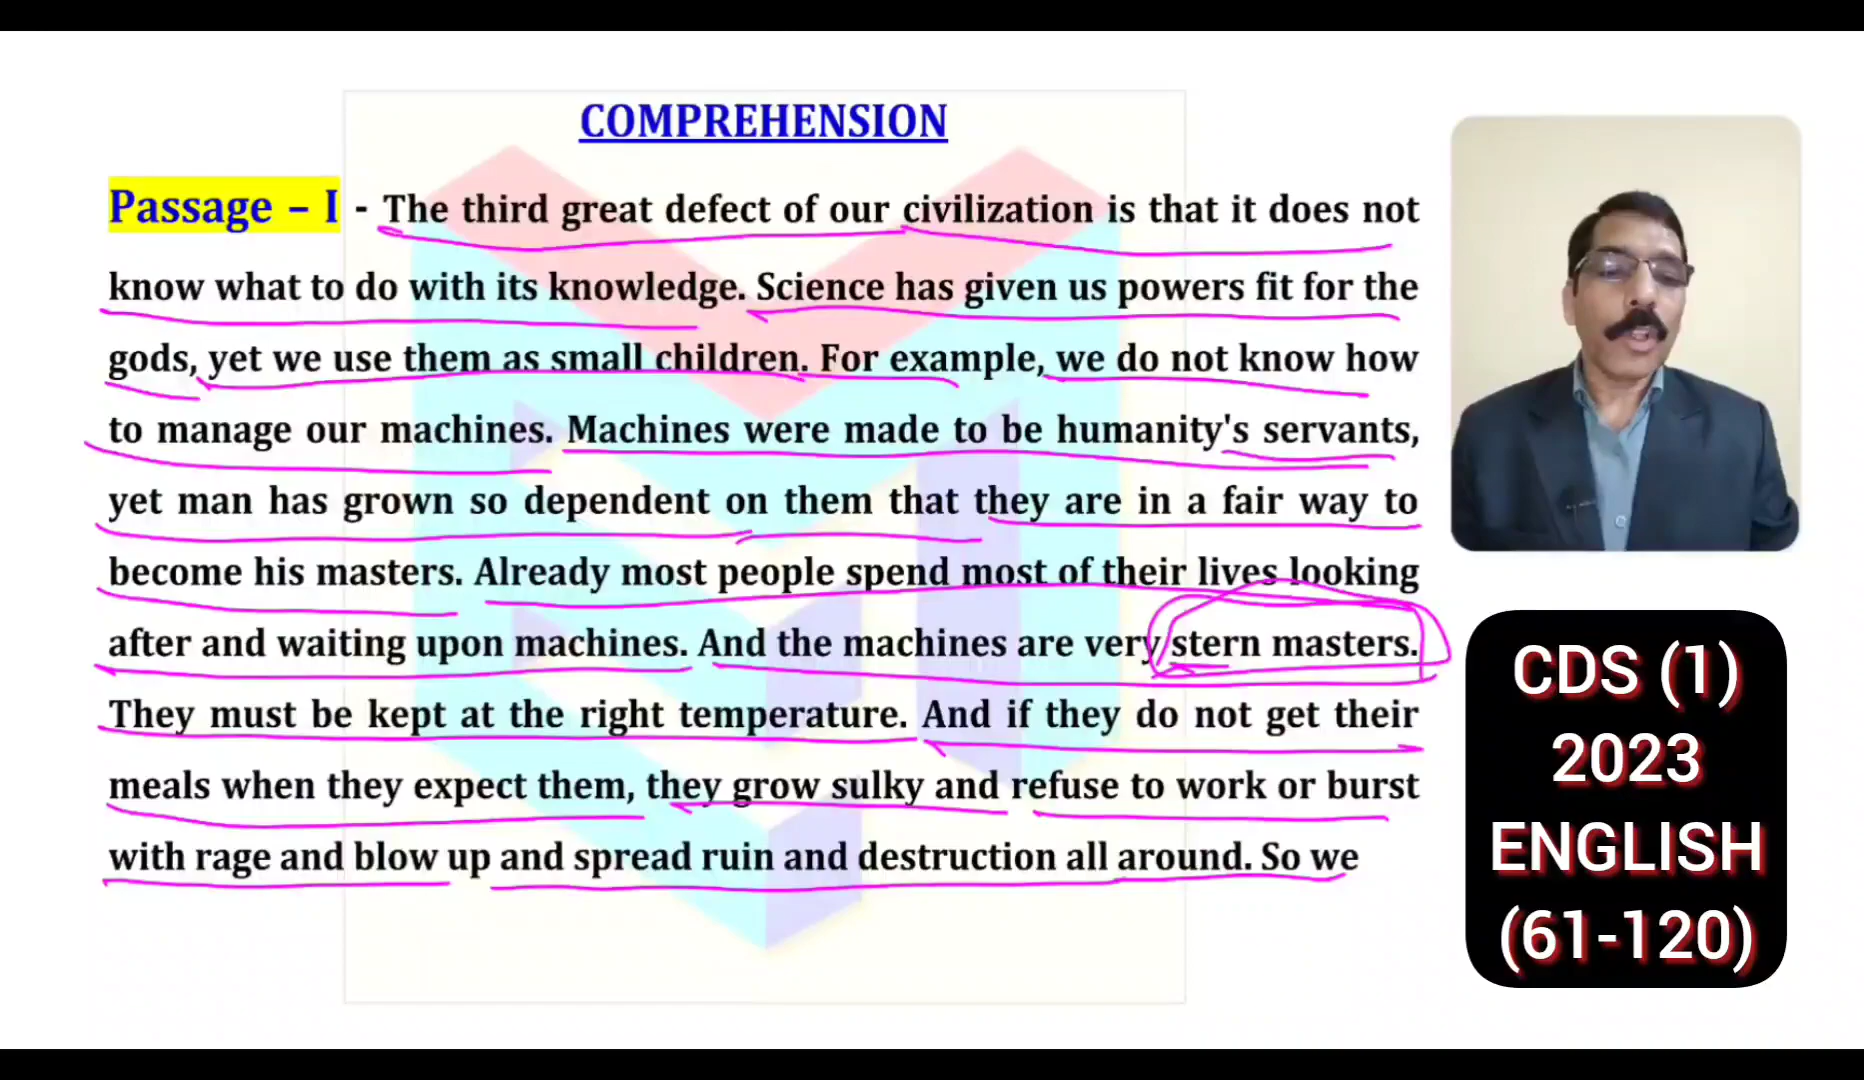 COMPREHENSION
Passage – I - The third great defect of our civilization is that it does not
know what to do with its knowledge. Science has given us powers fit for the
gods, yet we use them as small children. For example, we do not know how
to manage our machines. Machines were made to be humanity's servants,
yet man has grown so dependent on them that they are in a fair way to
become his masters. Already most people spend most of their lives looking
after and waiting upon machines. And the machines are very stern masters.
They must be kept at the right temperature. And if they do not get their
meals when they expect them, they grow sulky and refuse to work or burst
with rage and blow up and spread ruin and destruction all around. So we
CDS (1)
2023
ENGLISH
(61-120)